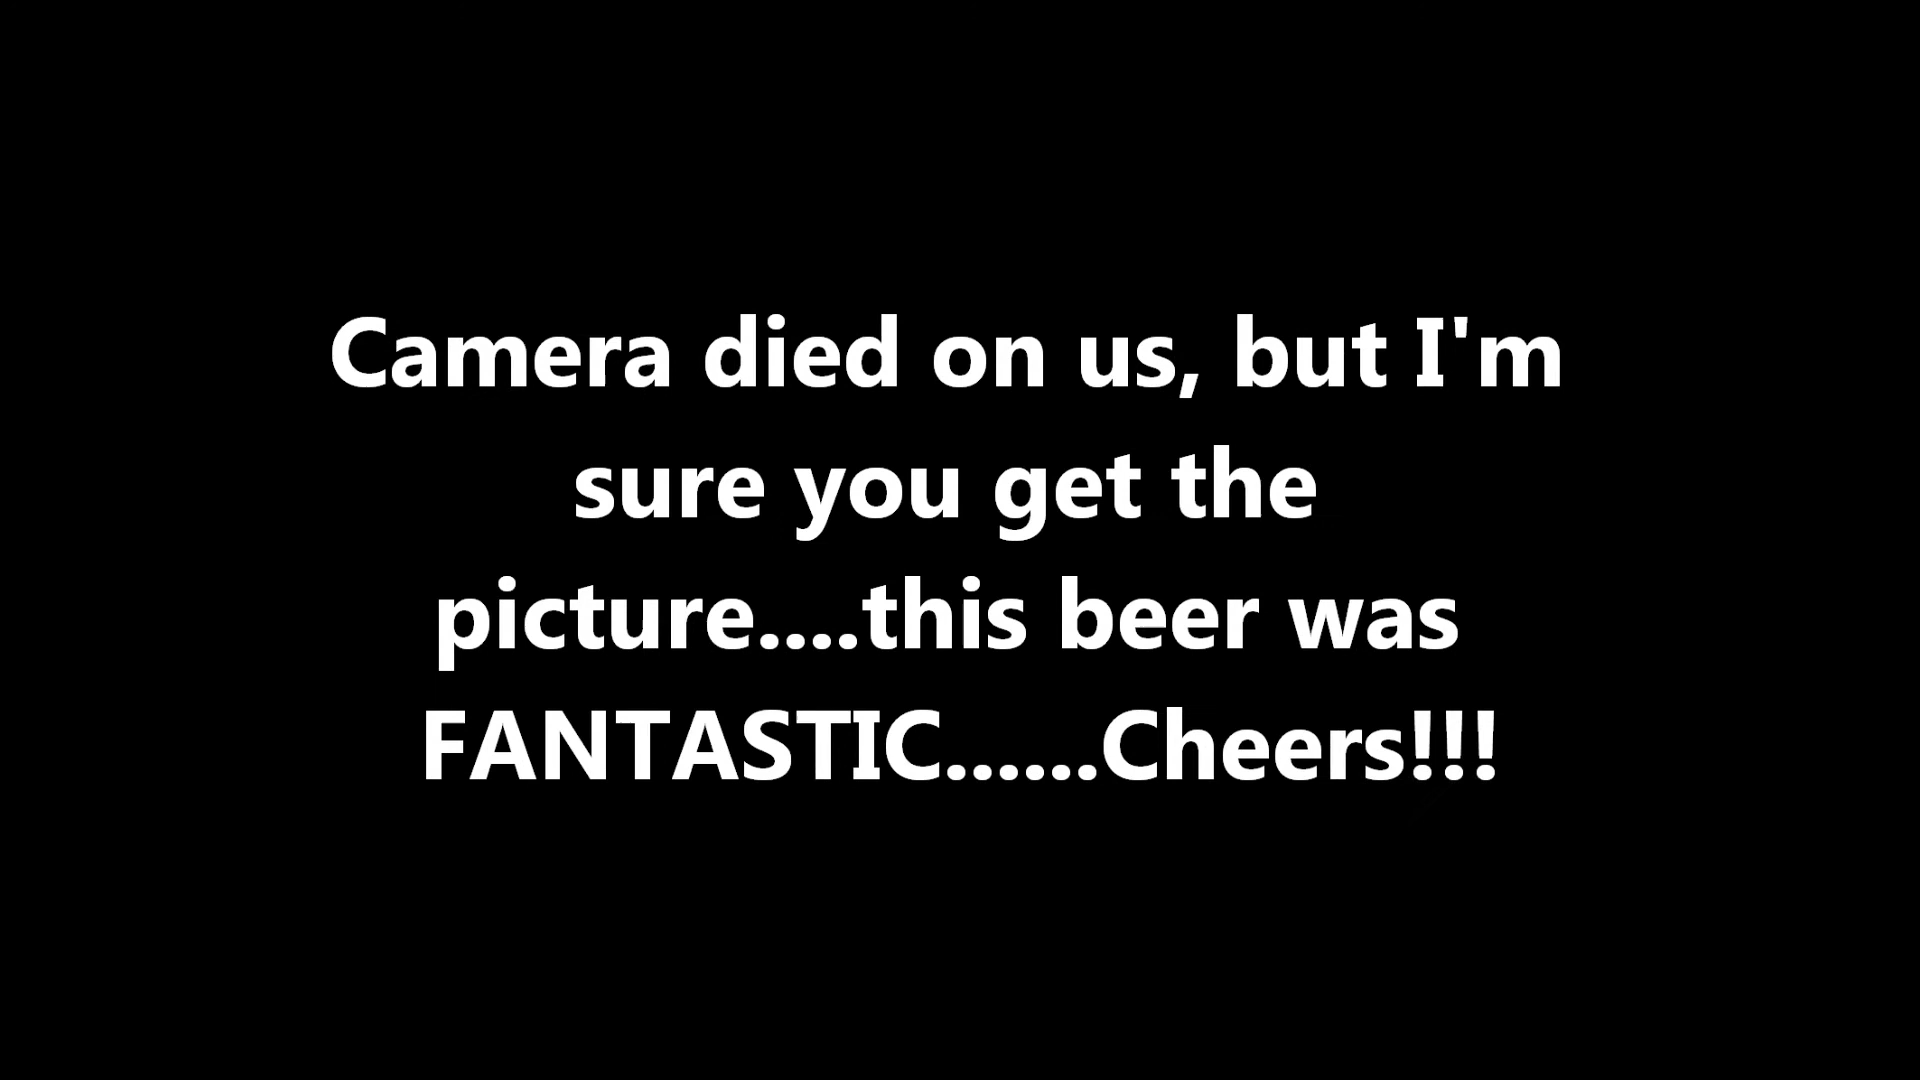 Camera died on us, but I'm
sure you get the
picture....this beer was
FANTASTIC......Cheers!!!